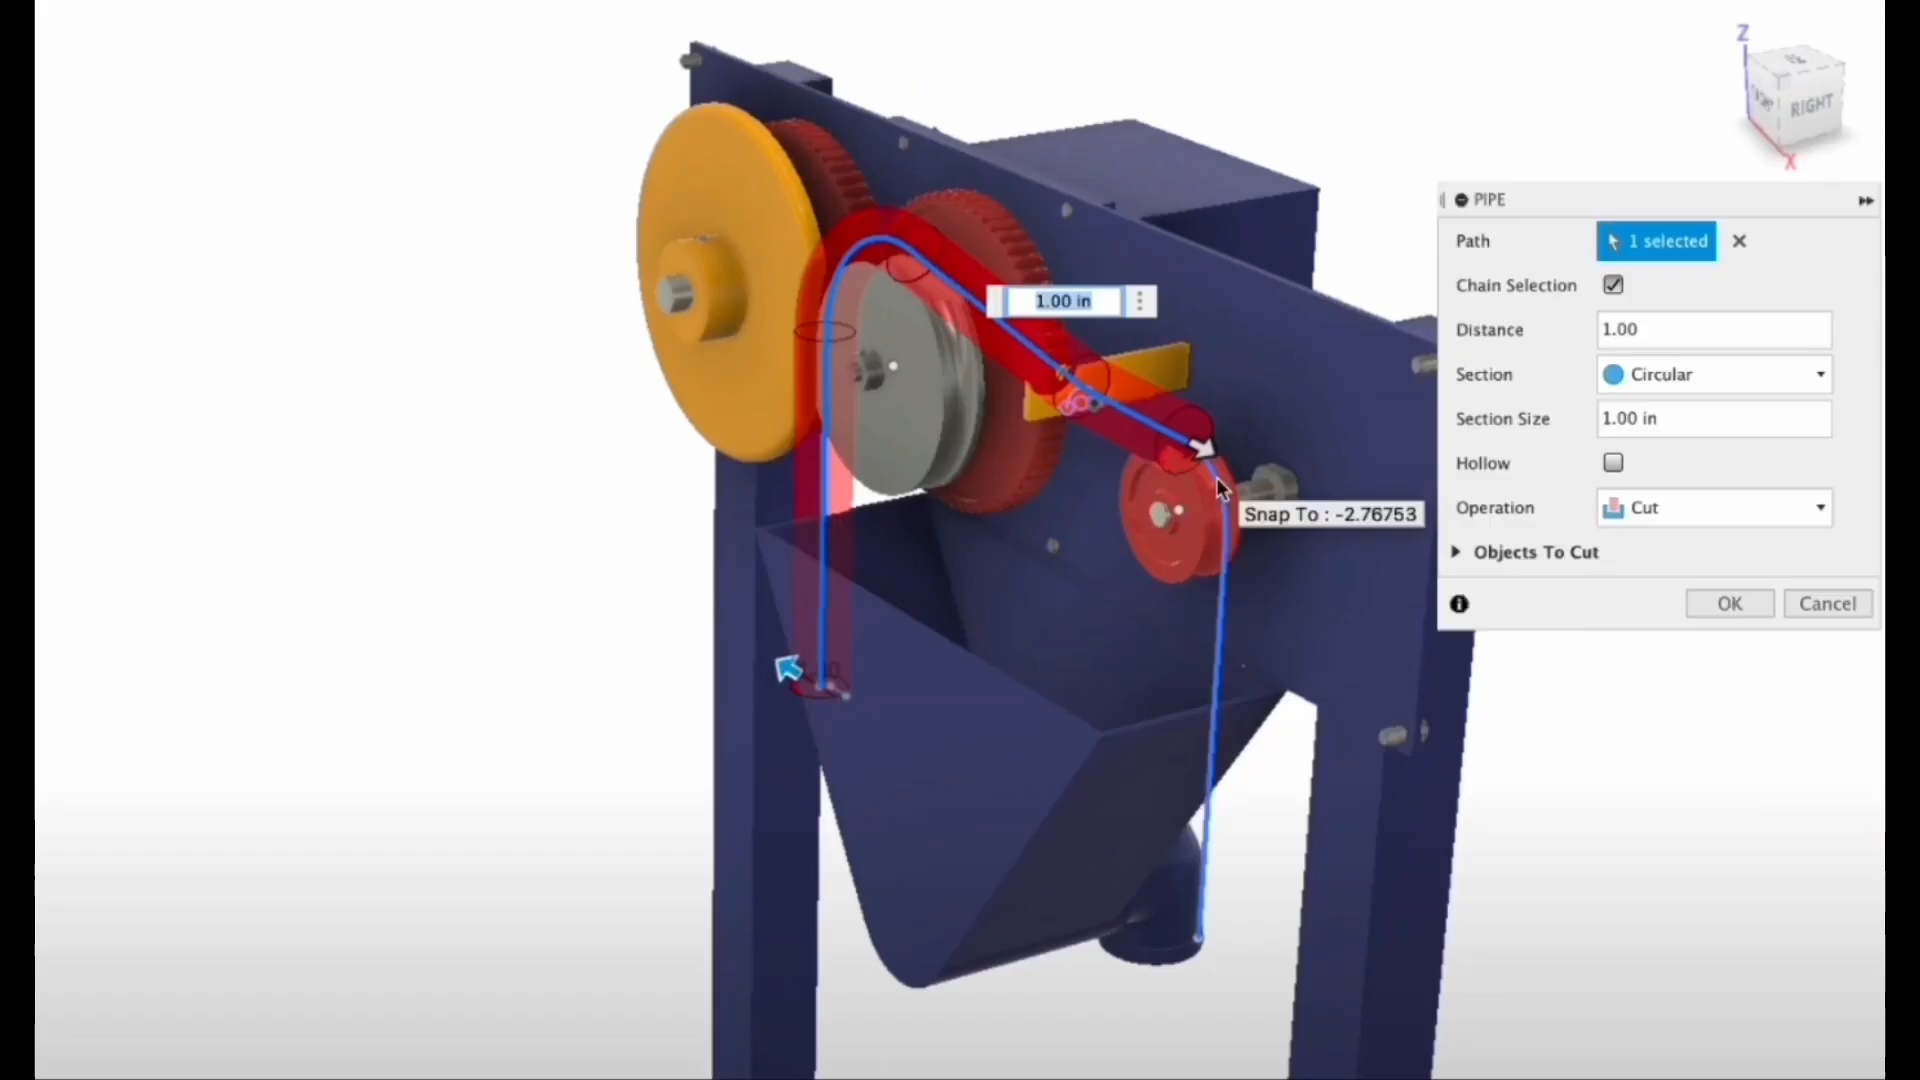 Z
RIGHT
X
PIPE
Path 1 selected
Chain Selection
Distance 1.00
Section Circular
Section Size 1.00 in
Hollow
Operation Cut
Objects To Cut
OK Cancel
1.00 in
Snap To : -2.76753